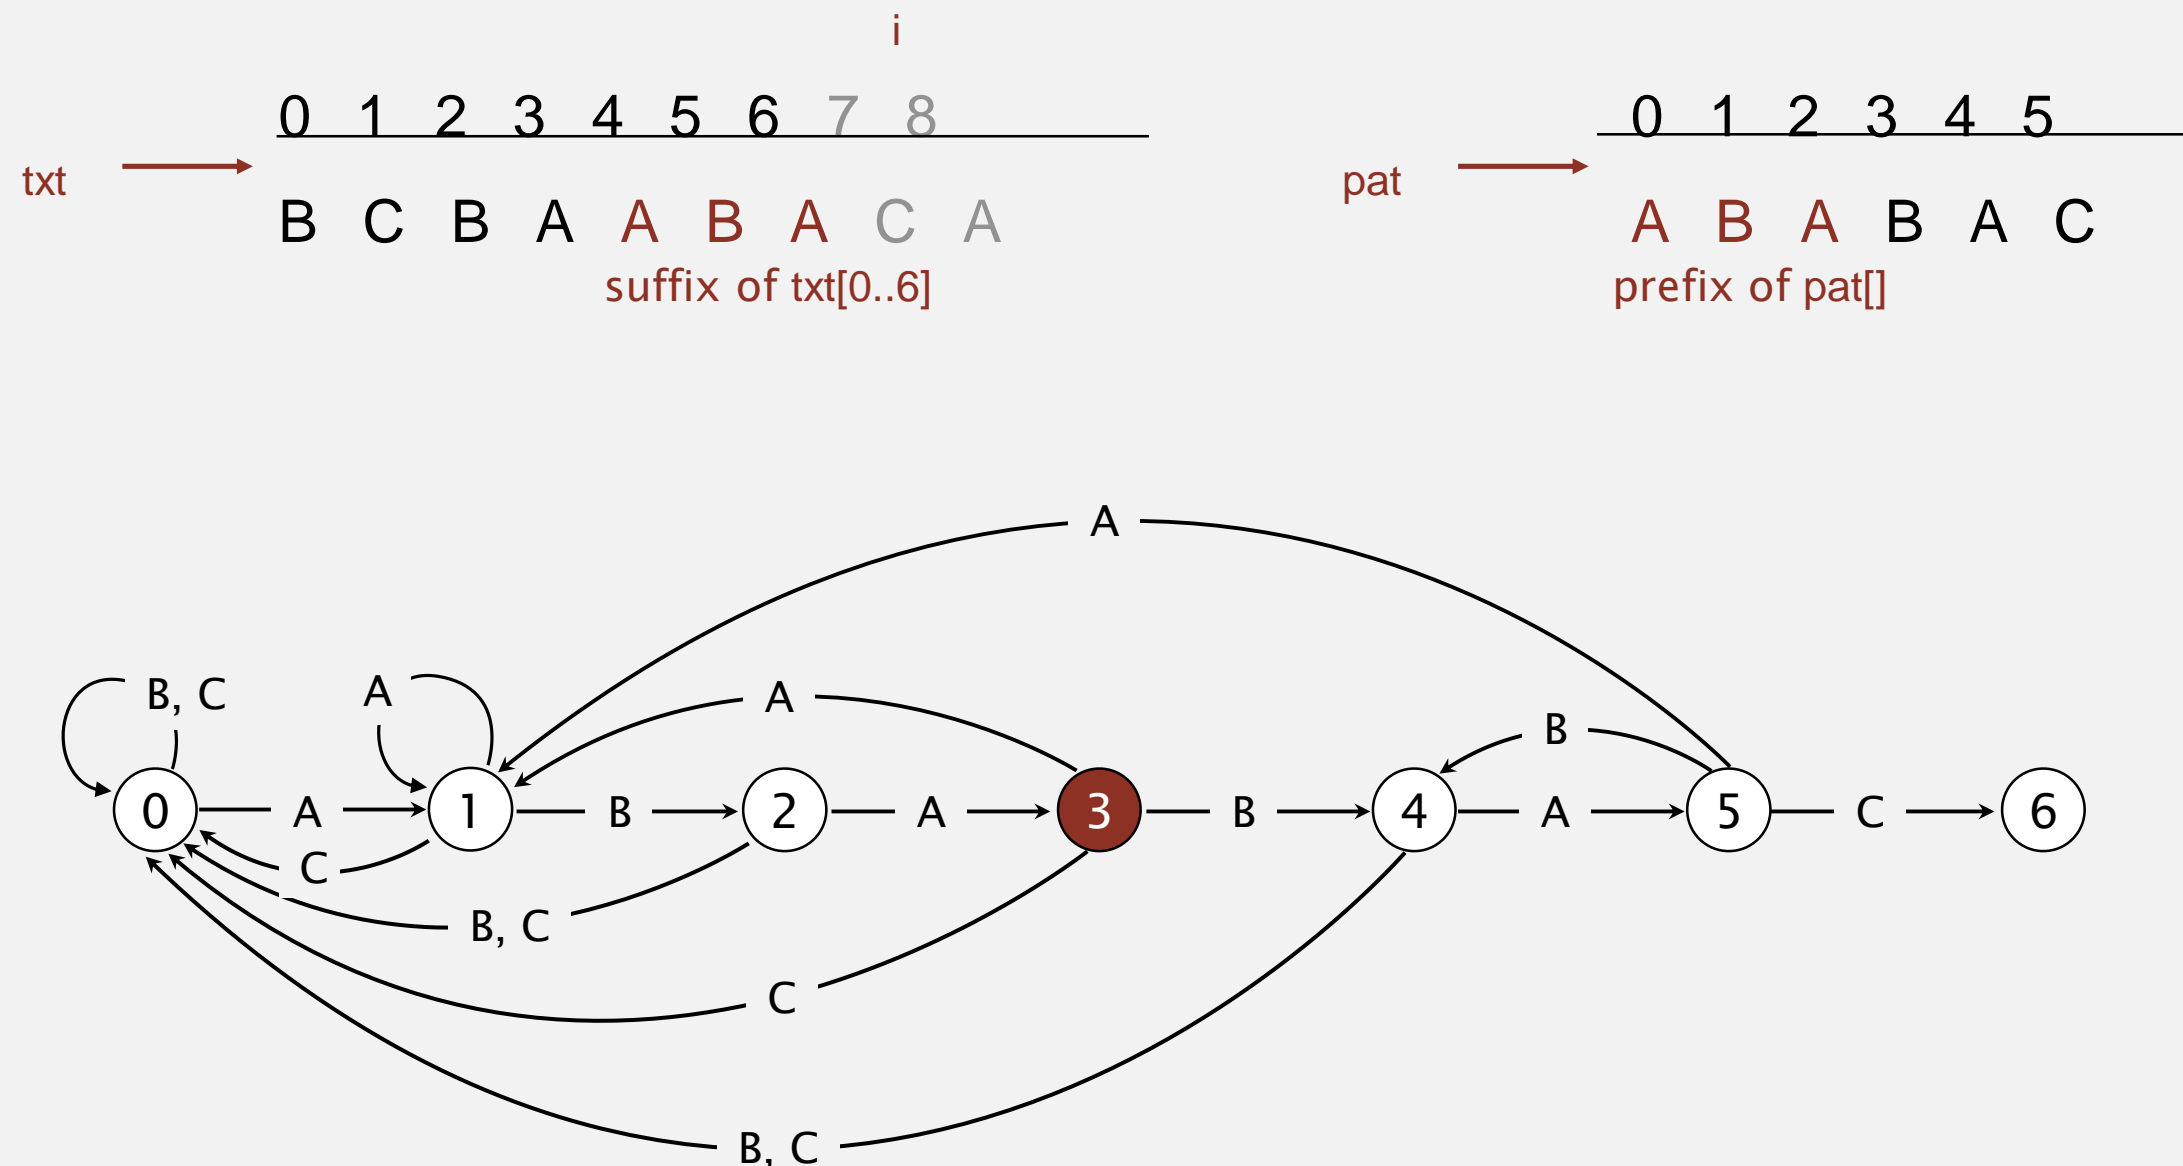 i
0 1 2 3 4 5 6 7 8
0 1 2 3 4 5
txt
pat
B C B A A B A C A
A B A B A C
suffix of txt[0..6]
prefix of pat[]
A
B, C
A
A
B
0 A 1 B 2 A 3 B 4 A 5 C 6
C
B, C
C
B, C